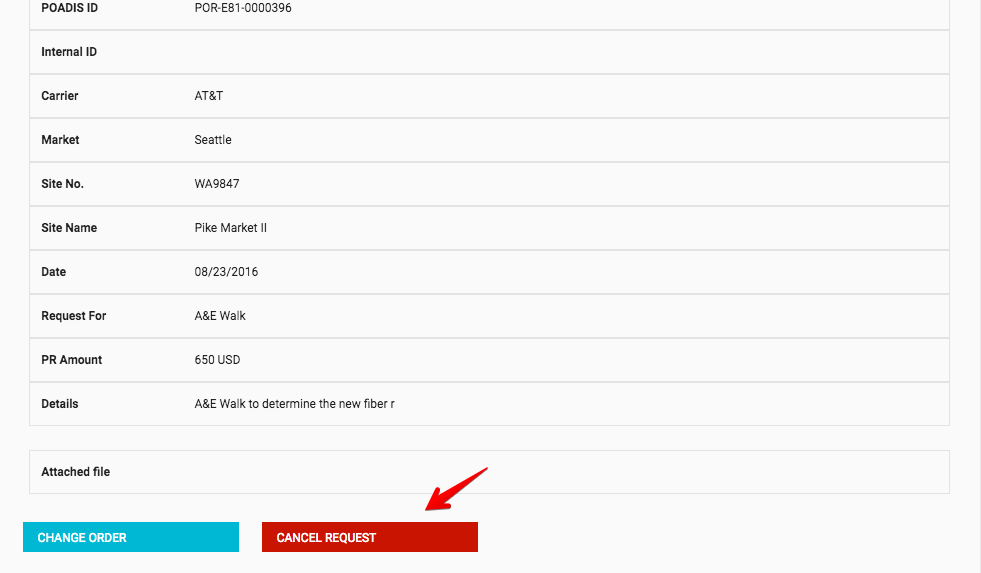 POADIS ID POR-E81-0000396
Internal ID
Carrier AT&T
Market Seattle
Site No. WA9847
Site Name Pike Market II
Date 08/23/2016
Request For A&E Walk
PR Amount 650 USD
Details A&E Walk to determine the new fiber r
Attached file
CHANGE ORDER CANCEL REQUEST